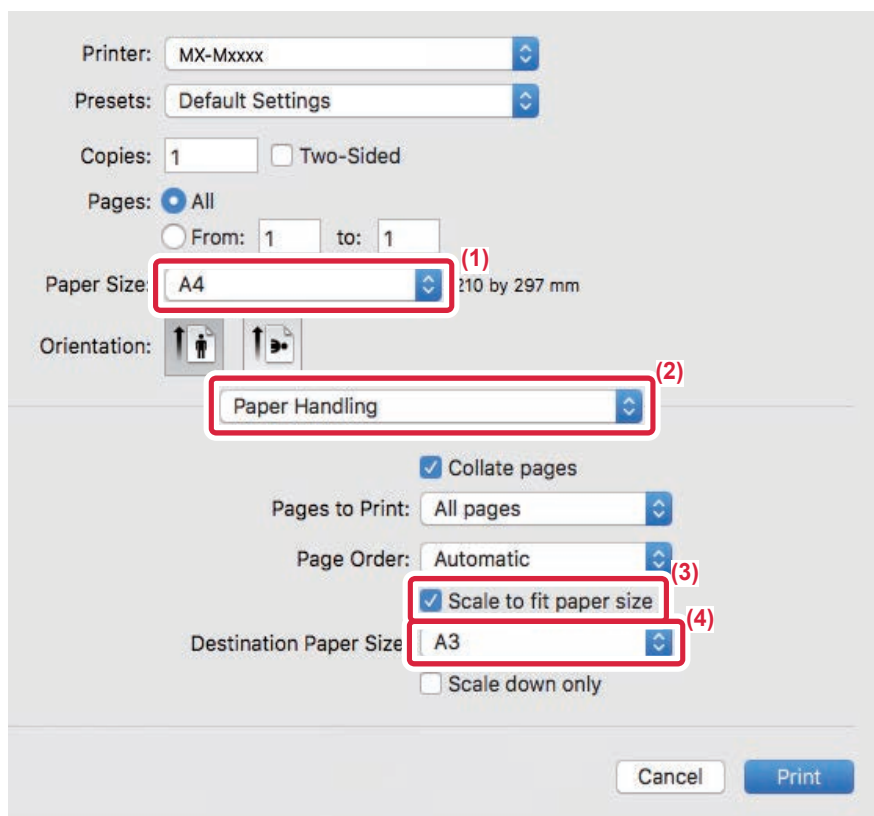 Printer: MX-Mxxxx
Presets: Default Settings
Copies: 1 Two-Sided
Pages: All
From: 1 to: 1
(1)
Paper Size: A4 210 by 297 mm
Orientation:
(2)
Paper Handling
Collate pages
Pages to Print: All pages
Page Order: Automatic
(3)
Scale to fit paper size
(4)
Destination Paper Size A3
Scale down only
Cancel Print